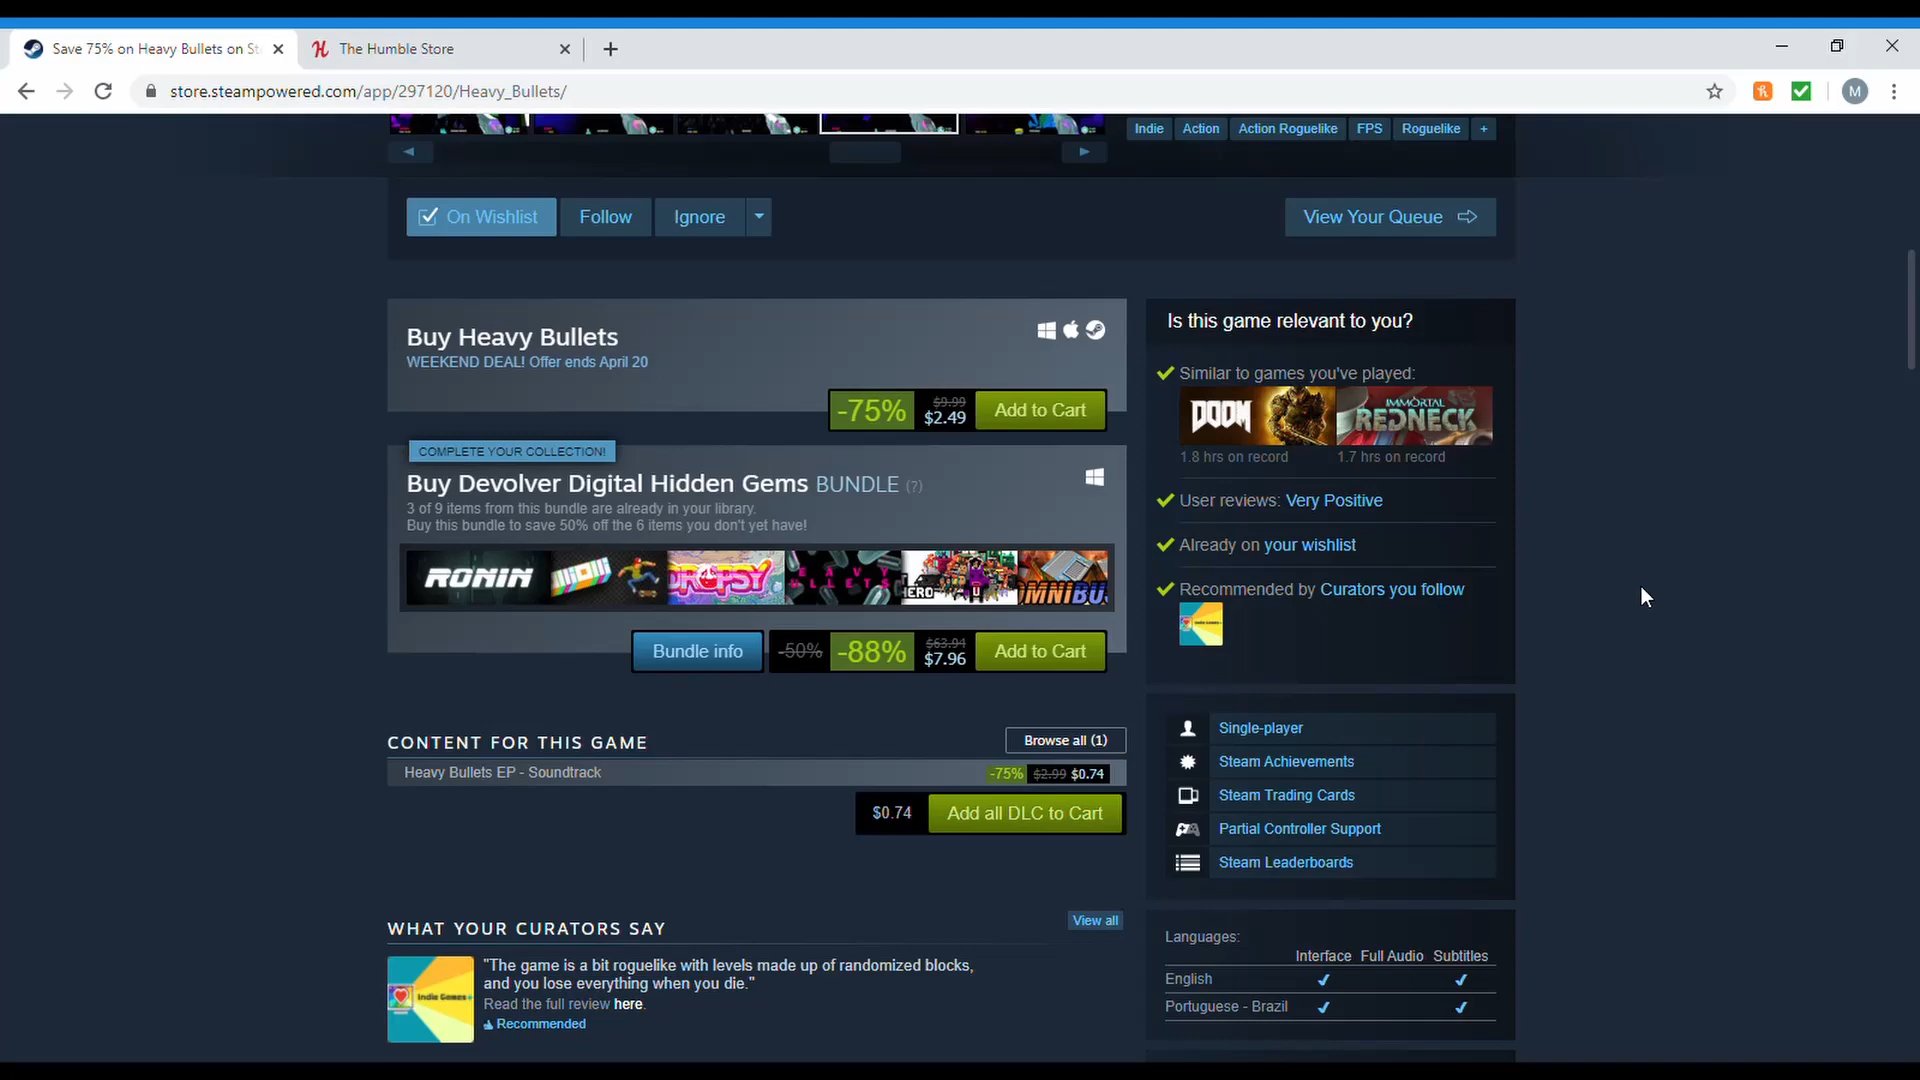 Save 75% on Heavy Bullets on St
The Humble Store
store.steampowered.com/app/297120/Heavy_Bullets/
M
Indie Action Action Roguelike FPS Roguelike +
On Wishlist Follow Ignore View Your Queue
Buy Heavy Bullets
WEEKEND DEAL! Offer ends April 20
-75% $9.99 $2.49 Add to Cart
COMPLETE YOUR COLLECTION!
Buy Devolver Digital Hidden Gems BUNDLE (?)
3 of 9 items from this bundle are already in your library.
Buy this bundle to save 50% off the 6 items you don't yet have!
RONIN DROPSY HEAVY BULLETS HERO U OMNIBUS
Bundle info -50% -88% $63.94 $7.96 Add to Cart
CONTENT FOR THIS GAME Browse all (1)
Heavy Bullets EP - Soundtrack -75% $2.99 $0.74
$0.74 Add all DLC to Cart
WHAT YOUR CURATORS SAY View all
Indie Games+
"The game is a bit roguelike with levels made up of randomized blocks,
and you lose everything when you die."
Read the full review here.
Recommended
Is this game relevant to you?
Similar to games you've played:
DOOM IMMORTAL REDNECK
1.8 hrs on record 1.7 hrs on record
User reviews: Very Positive
Already on your wishlist
Recommended by Curators you follow
Indie Games+
Single-player
Steam Achievements
Steam Trading Cards
Partial Controller Support
Steam Leaderboards
Languages:
Interface Full Audio Subtitles
English
Portuguese - Brazil